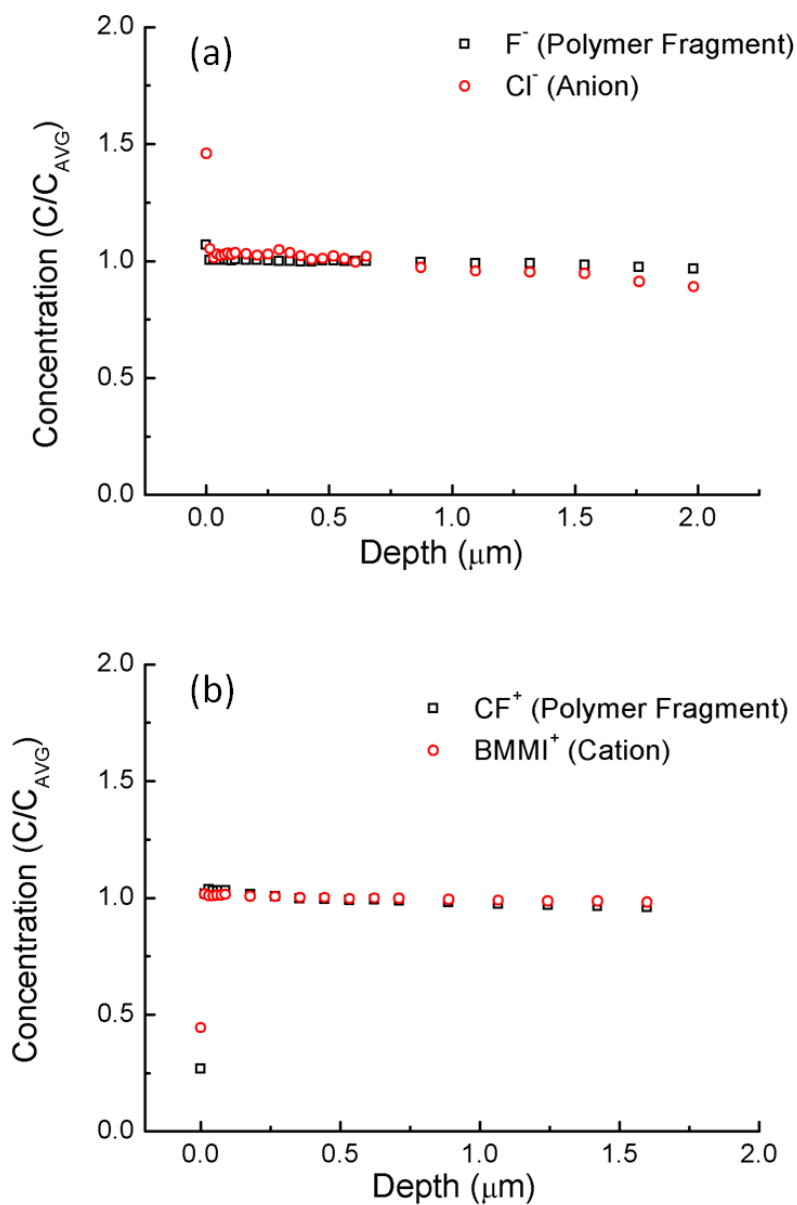 (a)
F⁻ (Polymer Fragment)
Cl⁻ (Anion)
2.0
1.5
1.0
0.5
0.0
Concentration (C/C_AVG)
0.0 0.5 1.0 1.5 2.0
Depth (μm)
(b)
CF⁺ (Polymer Fragment)
BMMI⁺ (Cation)
2.0
1.5
1.0
0.5
0.0
Concentration (C/C_AVG)
0.0 0.5 1.0 1.5 2.0
Depth (μm)